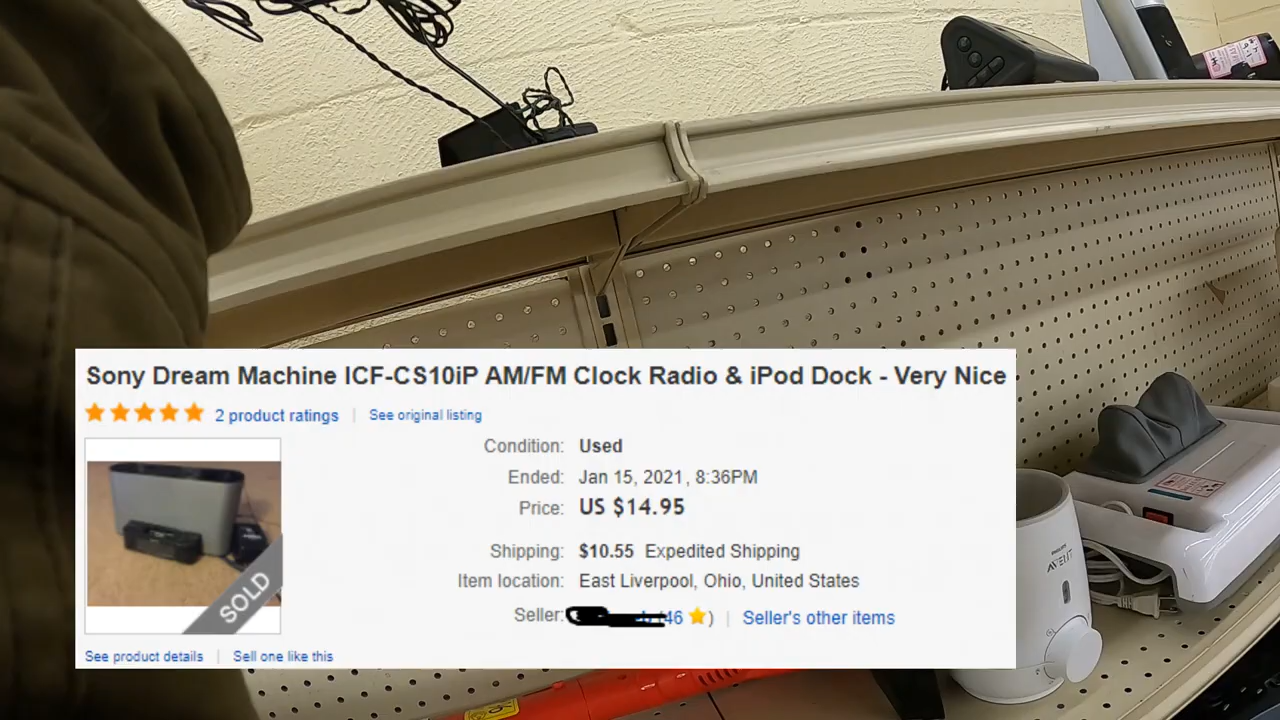 Sony Dream Machine ICF-CS10iP AM/FM Clock Radio & iPod Dock - Very Nice
2 product ratings | See original listing
Condition: Used
Ended: Jan 15, 2021, 8:36PM
Price: US $14.95
Shipping: $10.55 Expedited Shipping
Item location: East Liverpool, Ohio, United States
Seller: 46 ) | Seller's other items
SOLD
See product details | Sell one like this
AVENT